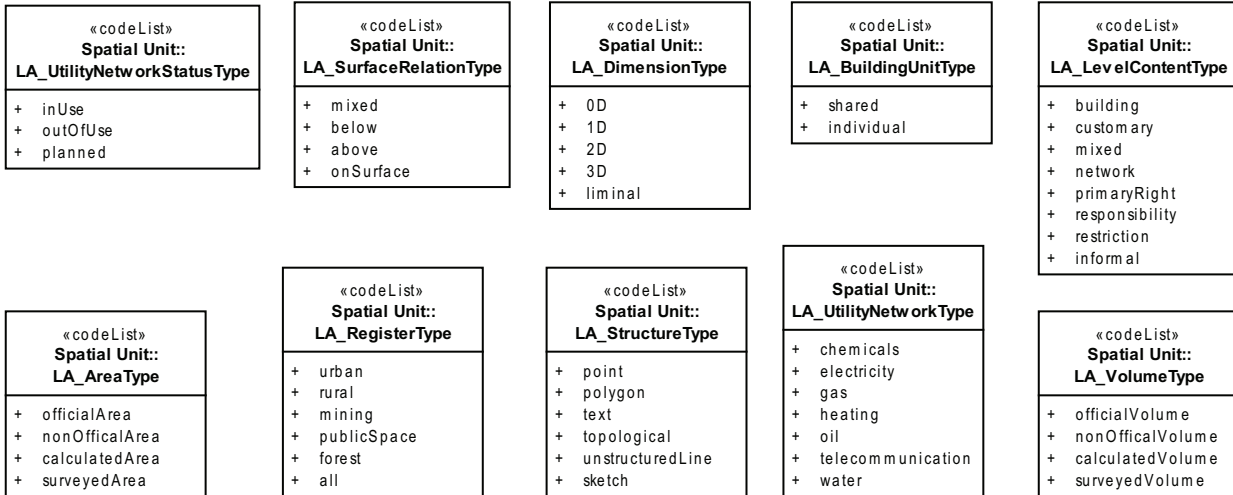 «codeList»
Spatial Unit::
LA_UtilityNetworkStatusType
+ inUse
+ outOfUse
+ planned
«codeList»
Spatial Unit::
LA_SurfaceRelationType
+ mixed
+ below
+ above
+ onSurface
«codeList»
Spatial Unit::
LA_DimensionType
+ 0D
+ 1D
+ 2D
+ 3D
+ liminal
«codeList»
Spatial Unit::
LA_BuildingUnitType
+ shared
+ individual
«codeList»
Spatial Unit::
LA_LevelContentType
+ building
+ customary
+ mixed
+ network
+ primaryRight
+ responsibility
+ restriction
+ informal
«codeList»
Spatial Unit::
LA_AreaType
+ officialArea
+ nonOfficalArea
+ calculatedArea
+ surveyedArea
«codeList»
Spatial Unit::
LA_RegisterType
+ urban
+ rural
+ mining
+ publicSpace
+ forest
+ all
«codeList»
Spatial Unit::
LA_StructureType
+ point
+ polygon
+ text
+ topological
+ unstructuredLine
+ sketch
«codeList»
Spatial Unit::
LA_UtilityNetworkType
+ chemicals
+ electricity
+ gas
+ heating
+ oil
+ telecommunication
+ water
«codeList»
Spatial Unit::
LA_VolumeType
+ officialVolume
+ nonOfficalVolume
+ calculatedVolume
+ surveyedVolume